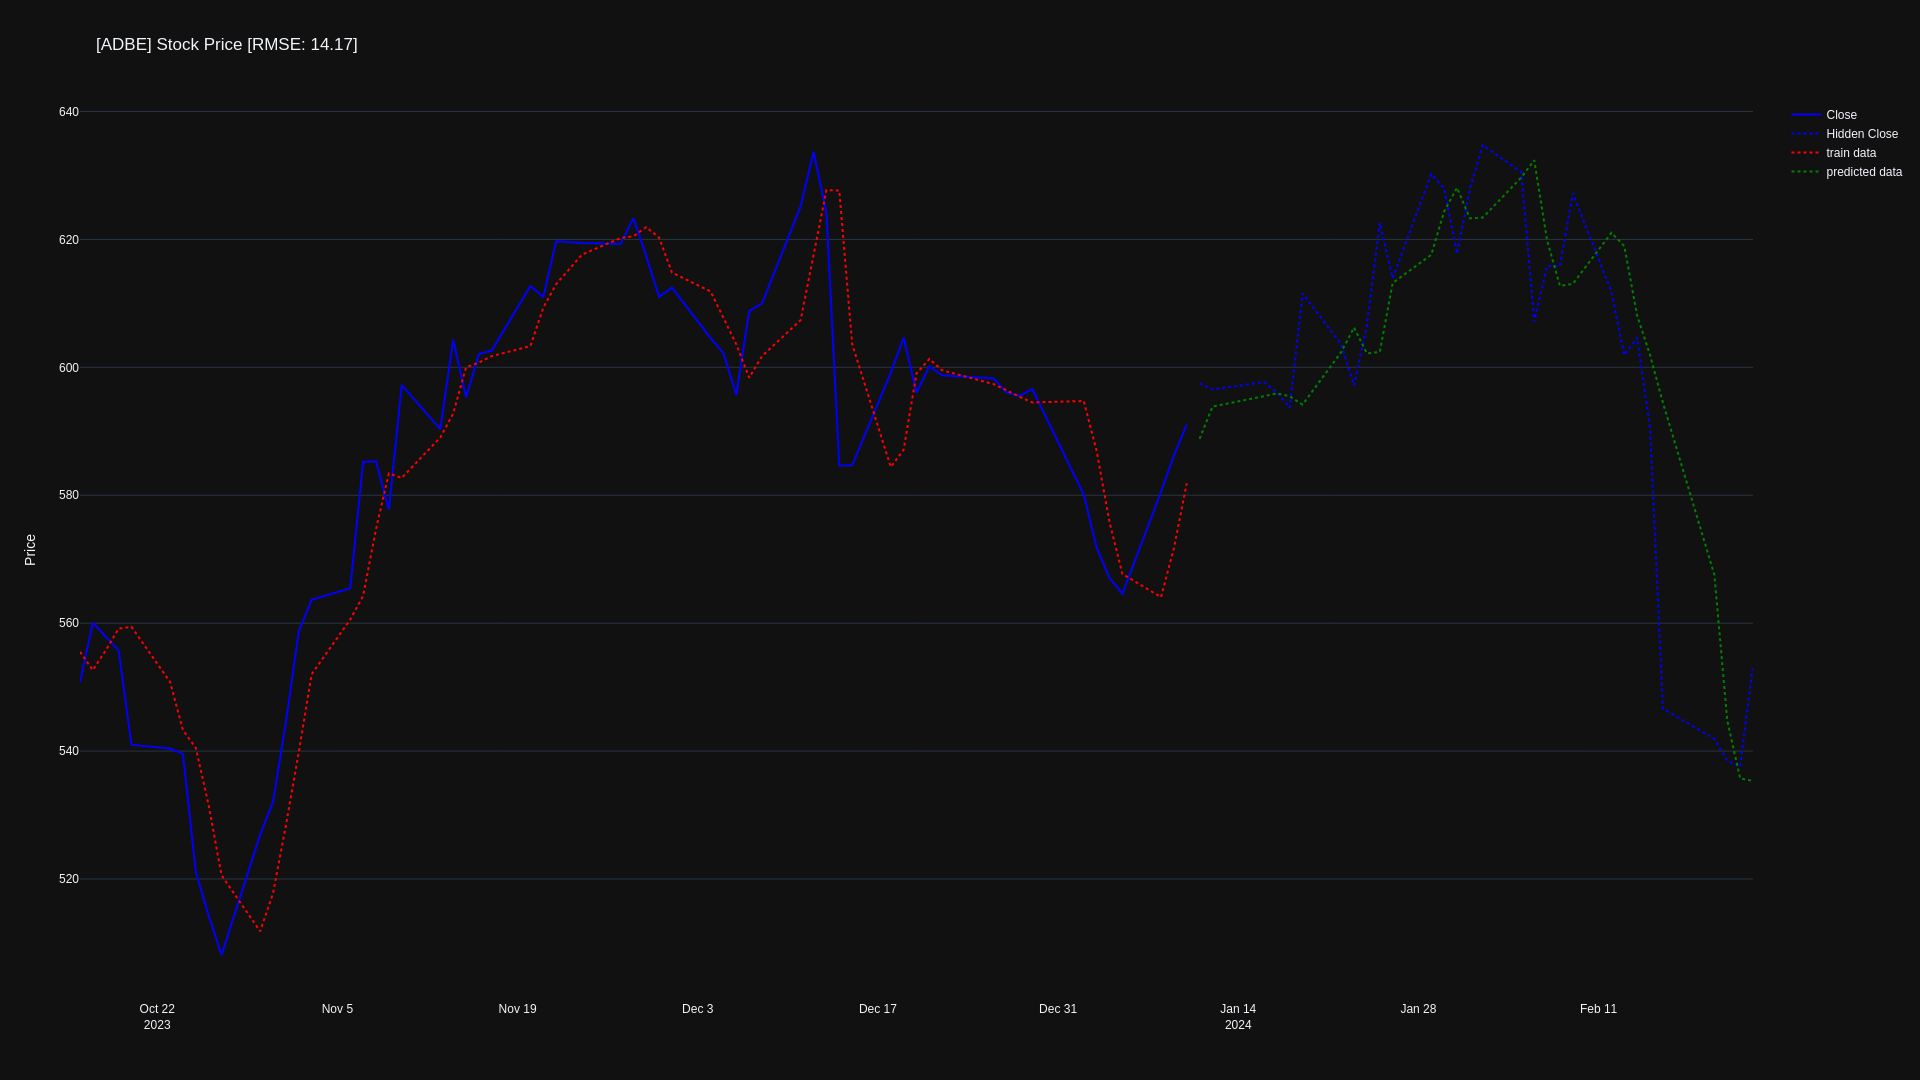 [ADBE] Stock Price [RMSE: 14.17]
640
620
600
580
560
540
520
Price
Oct 22
2023
Nov 5
Nov 19
Dec 3
Dec 17
Dec 31
Jan 14
2024
Jan 28
Feb 11
Close
Hidden Close
train data
predicted data